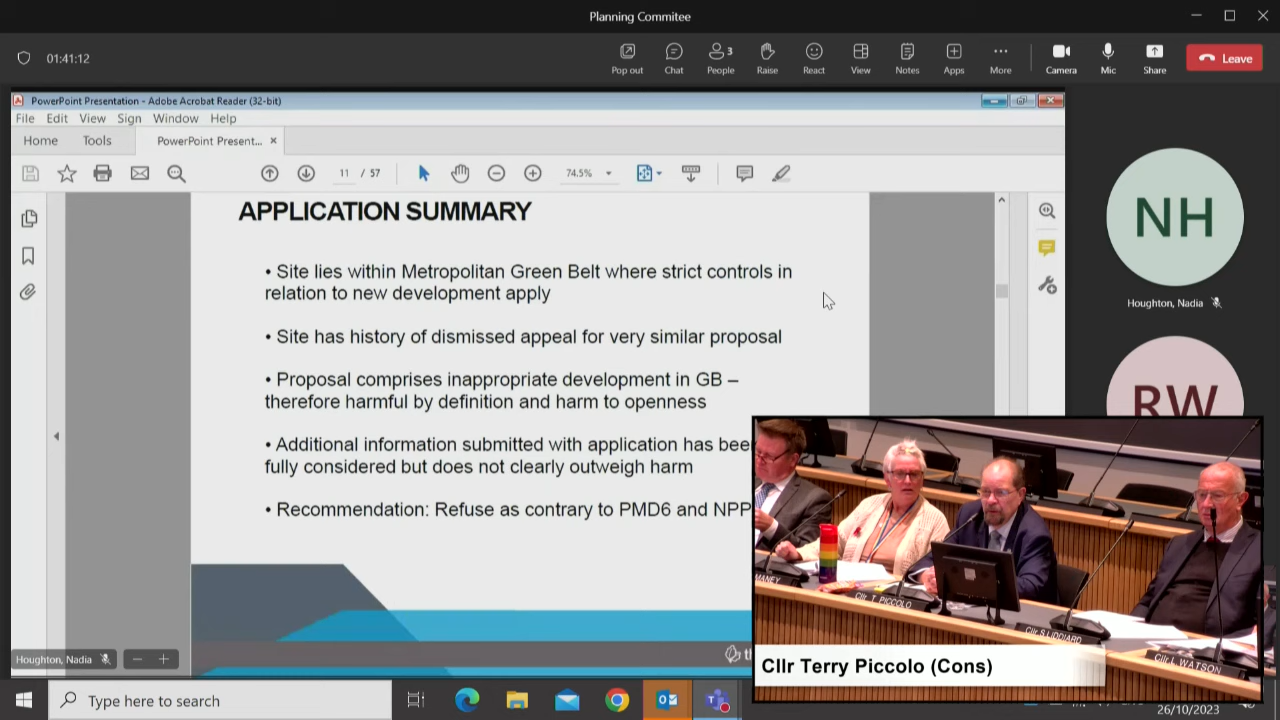 Planning Commitee
01:41:12
Pop out
Chat
People
3
Raise
React
View
Notes
Apps
More
Camera
Mic
Share
Leave
PowerPoint Presentation - Adobe Acrobat Reader (32-bit)
File Edit View Sign Window Help
Home Tools PowerPoint Present...
11 / 57
74.5%
APPLICATION SUMMARY
• Site lies within Metropolitan Green Belt where strict controls in
relation to new development apply
• Site has history of dismissed appeal for very similar proposal
• Proposal comprises inappropriate development in GB –
therefore harmful by definition and harm to openness
• Additional information submitted with application has been
fully considered but does not clearly outweigh harm
• Recommendation: Refuse as contrary to PMD6 and NPP
NH
Houghton, Nadia
RW
MANEY
Cllr. T. PICCOLO
Cllr S LIDDIARD
Cllr L. WATSON
Cllr Terry Piccolo (Cons)
Houghton, Nadia
Type here to search
26/10/2023